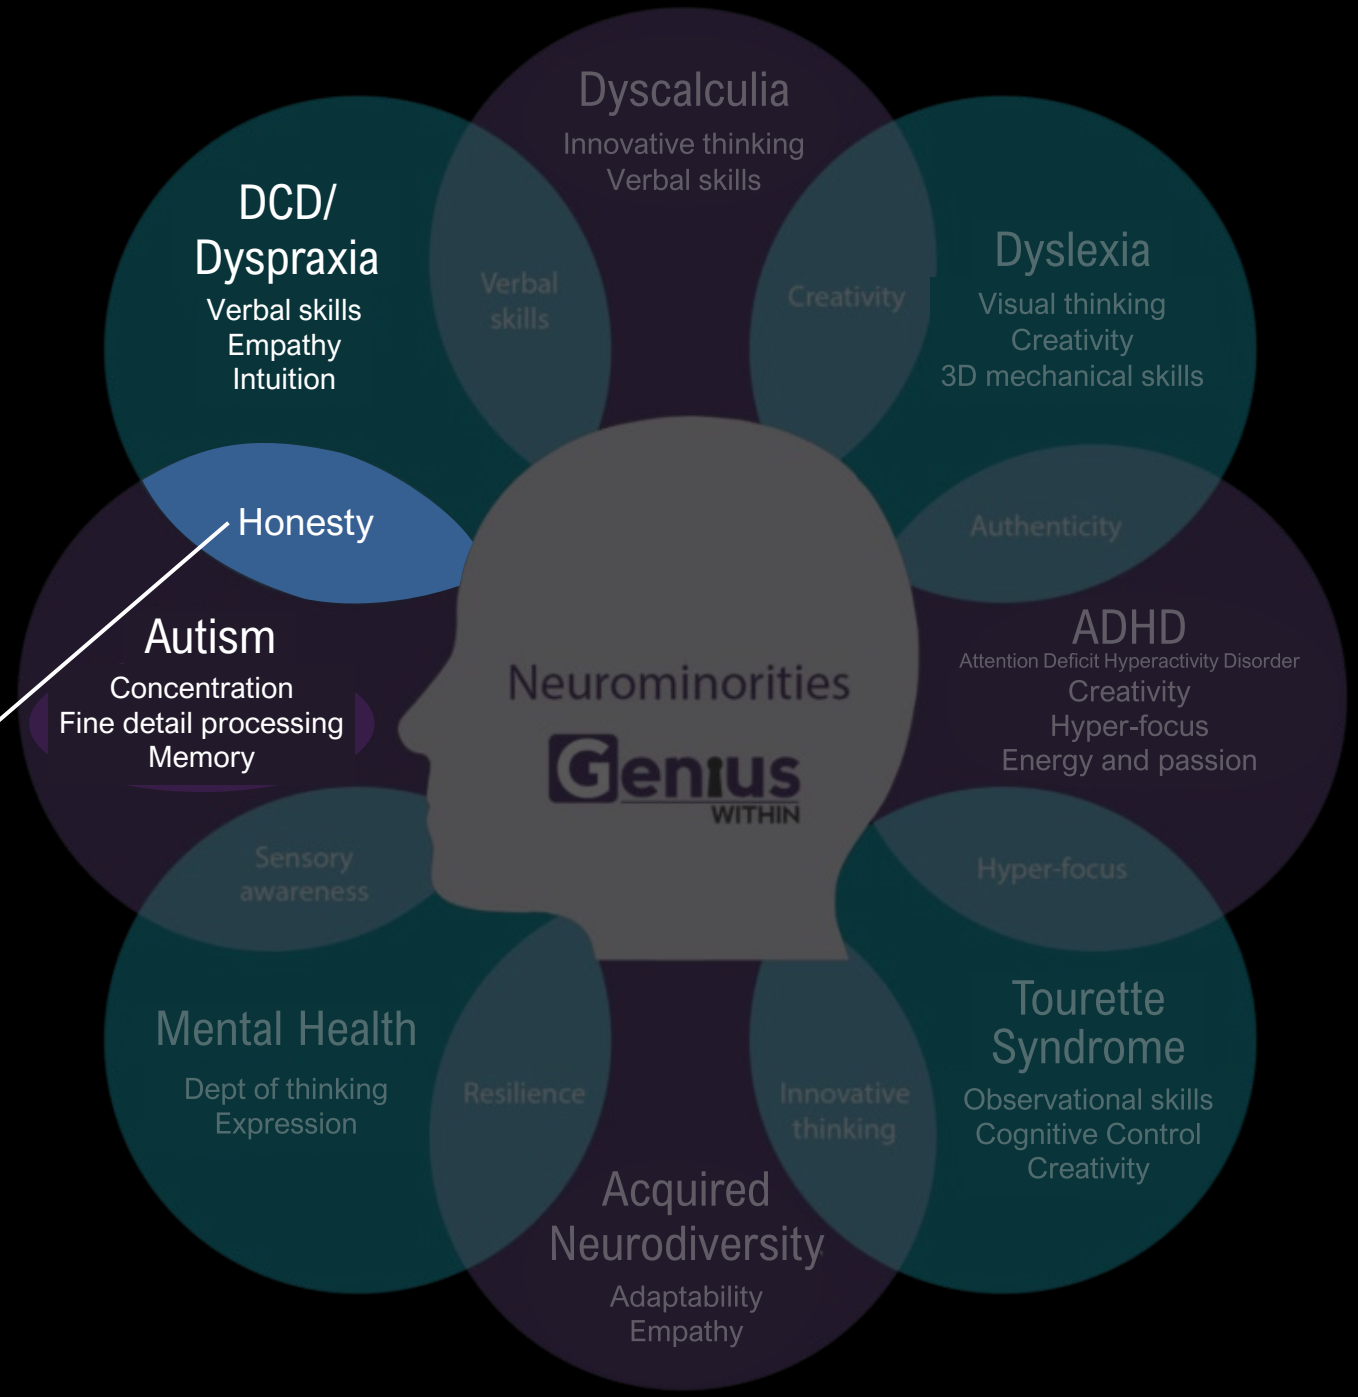 Dyscalculia
Innovative thinking
Verbal skills
DCD/
Dyspraxia
Verbal skills
Empathy
Intuition
Verbal
skills
Creativity
Dyslexia
Visual thinking
Creativity
3D mechanical skills
Honesty
Authenticity
Autism
Concentration
Fine detail processing
Memory
Neurominorities
Genius
WITHIN
ADHD
Attention Deficit Hyperactivity Disorder
Creativity
Hyper-focus
Energy and passion
Sensory
awareness
Hyper-focus
Mental Health
Dept of thinking
Expression
Resilience
Innovative
thinking
Tourette
Syndrome
Observational skills
Cognitive Control
Creativity
Acquired
Neurodiversity
Adaptability
Empathy